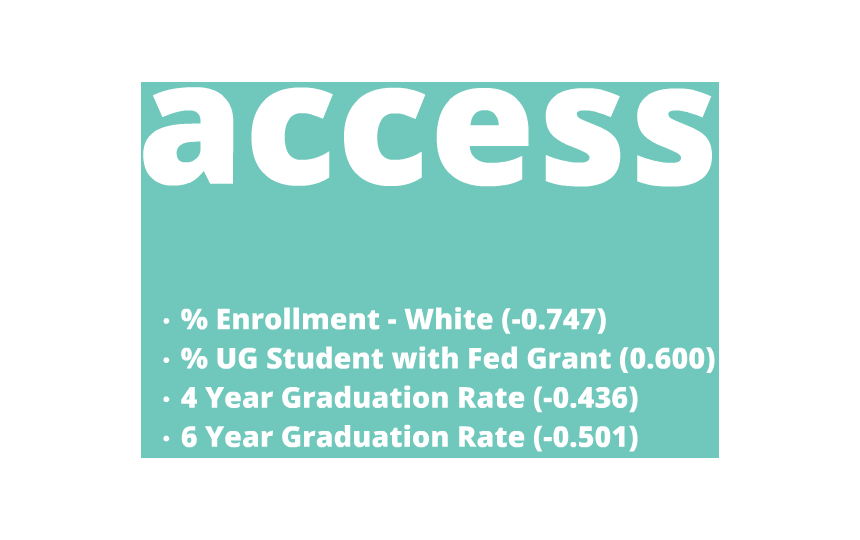 access
· % Enrollment - White (-0.747)
· % UG Student with Fed Grant (0.600)
· 4 Year Graduation Rate (-0.436)
· 6 Year Graduation Rate (-0.501)